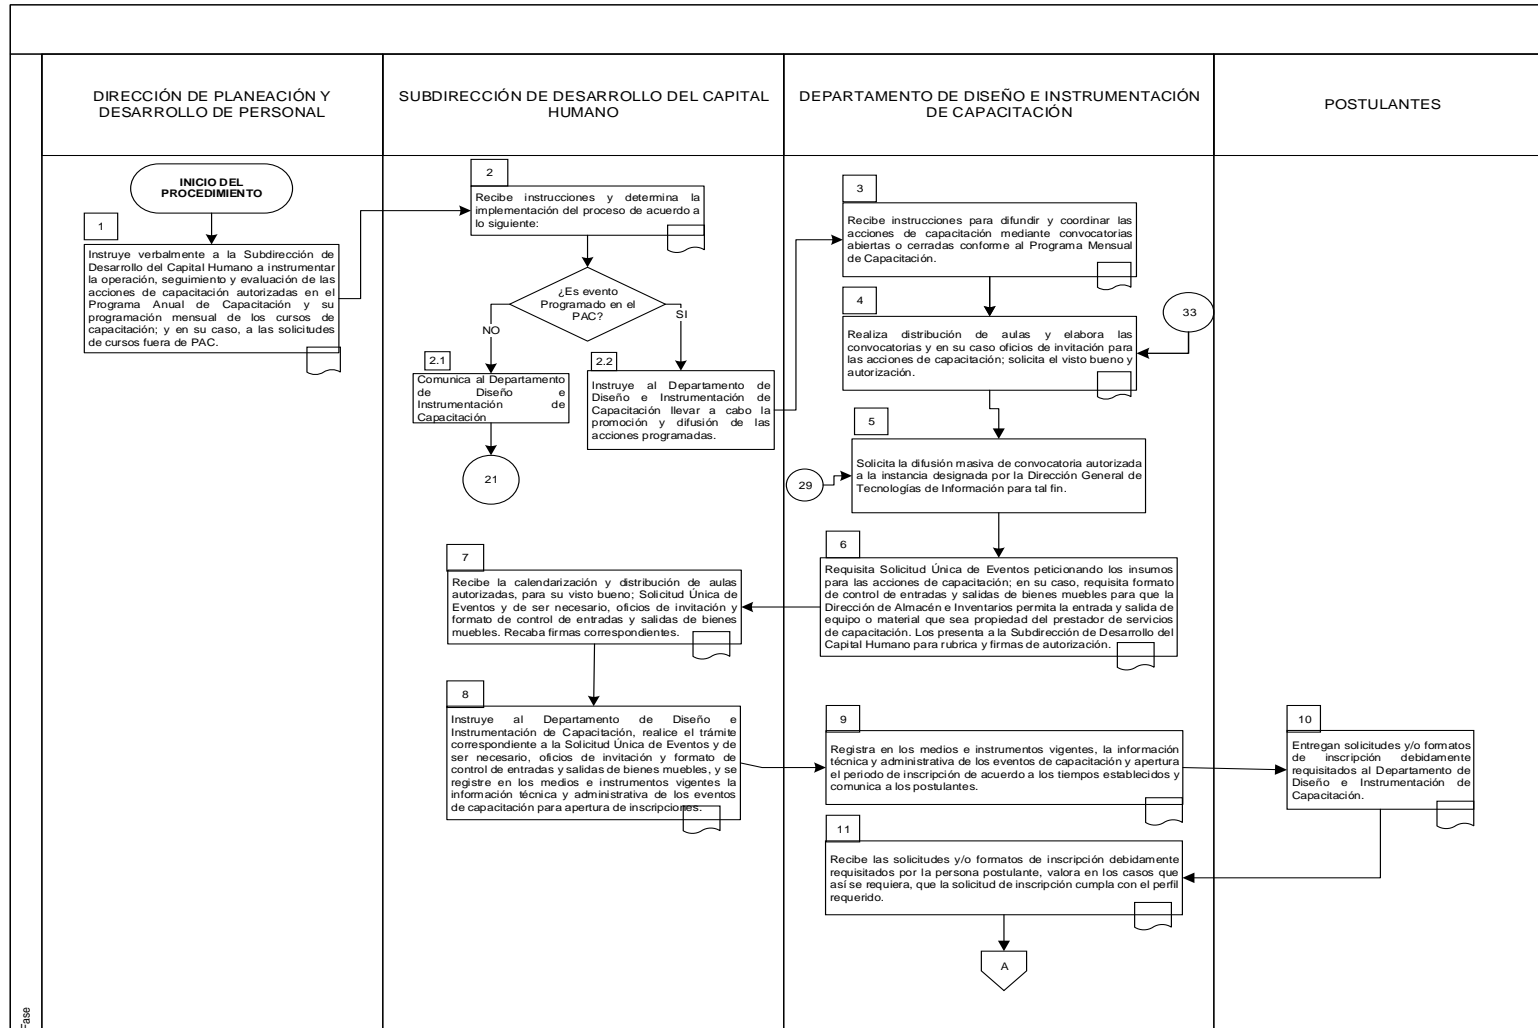 DIRECCIÓN DE PLANEACIÓN Y
DESARROLLO DE PERSONAL
SUBDIRECCIÓN DE DESARROLLO DEL CAPITAL
HUMANO
DEPARTAMENTO DE DISEÑO E INSTRUMENTACIÓN
DE CAPACITACIÓN
POSTULANTES
INICIO DEL
PROCEDIMIENTO
1
Instruye verbalmente a la Subdirección de
Desarrollo del Capital Humano a instrumentar
la operación, seguimiento y evaluación de las
acciones de capacitación autorizadas en el
Programa Anual de Capacitación y su
programación mensual de los cursos de
capacitación; y en su caso, a las solicitudes
de cursos fuera de PAC.
2
Recibe instrucciones y determina la
implementación del proceso de acuerdo a
lo siguiente:
¿Es evento
Programado en el
PAC?
NO
SI
2.1
Comunica al Departamento
de Diseño e
Instrumentación de
Capacitación
21
2.2
Instruye al Departamento de
Diseño e Instrumentación de
Capacitación llevar a cabo la
promoción y difusión de las
acciones programadas.
3
Recibe instrucciones para difundir y coordinar las
acciones de capacitación mediante convocatorias
abiertas o cerradas conforme al Programa Mensual
de Capacitación.
4
Realiza distribución de aulas y elabora las
convocatorias y en su caso oficios de invitación para
las acciones de capacitación; solicita el visto bueno y
autorización.
33
5
Solicita la difusión masiva de convocatoria autorizada
a la instancia designada por la Dirección General de
Tecnologías de Información para tal fin.
29
6
Requisita Solicitud Única de Eventos peticionando los insumos
para las acciones de capacitación; en su caso, requisita formato
de control de entradas y salidas de bienes muebles para que la
Dirección de Almacén e Inventarios permita la entrada y salida de
equipo o material que sea propiedad del prestador de servicios
de capacitación. Los presenta a la Subdirección de Desarrollo del
Capital Humano para rubrica y firmas de autorización.
7
Recibe la calendarización y distribución de aulas
autorizadas, para su visto bueno; Solicitud Única de
Eventos y de ser necesario, oficios de invitación y
formato de control de entradas y salidas de bienes
muebles. Recaba firmas correspondientes.
8
Instruye al Departamento de Diseño e
Instrumentación de Capacitación, realice el trámite
correspondiente a la Solicitud Única de Eventos y de
ser necesario, oficios de invitación y formato de
control de entradas y salidas de bienes muebles, y se
registre en los medios e instrumentos vigentes la
información técnica y administrativa de los eventos
de capacitación para apertura de inscripciones.
9
Registra en los medios e instrumentos vigentes, la información
técnica y administrativa de los eventos de capacitación y apertura
el periodo de inscripción de acuerdo a los tiempos establecidos y
comunica a los postulantes.
10
Entregan solicitudes y/o formatos
de inscripción debidamente
requisitados al Departamento de
Diseño e Instrumentación de
Capacitación.
11
Recibe las solicitudes y/o formatos de inscripción debidamente
requisitados por la persona postulante, valora en los casos que
así se requiera, que la solicitud de inscripción cumpla con el perfil
requerido.
A
Fase